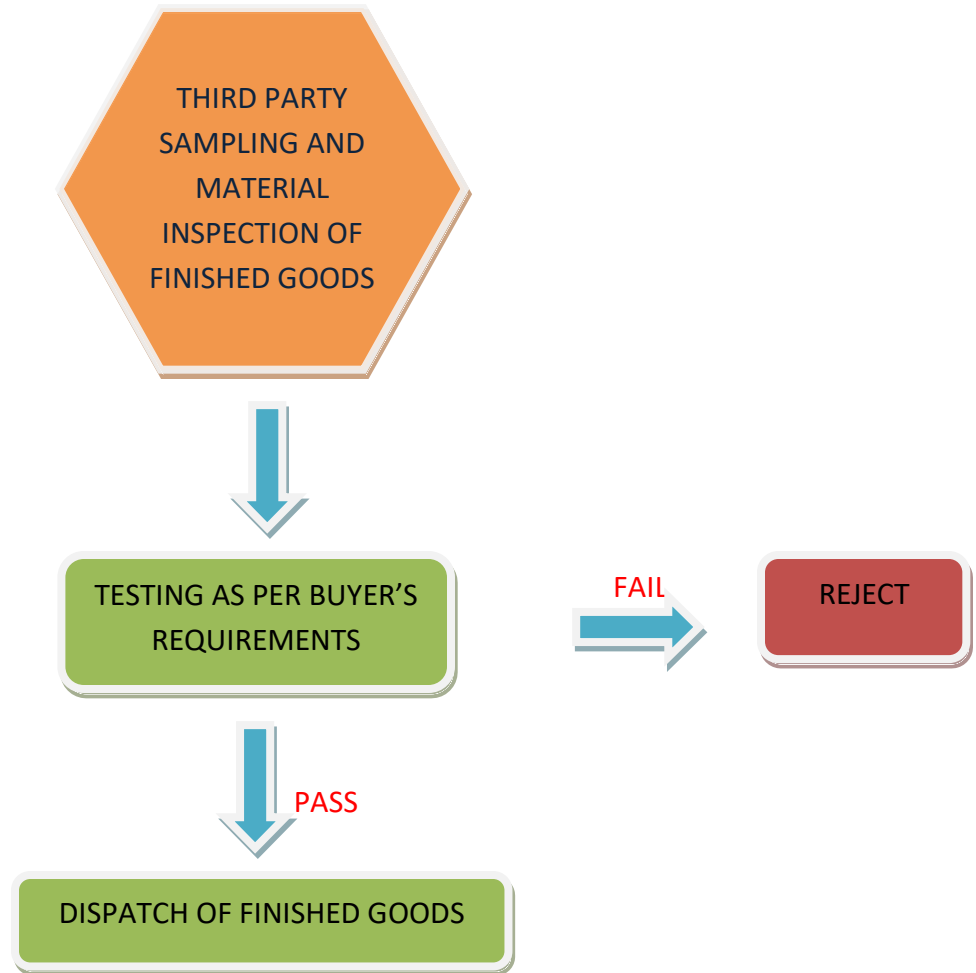 THIRD PARTY
SAMPLING AND
MATERIAL
INSPECTION OF
FINISHED GOODS
TESTING AS PER BUYER’S
REQUIREMENTS
FAIL
REJECT
PASS
DISPATCH OF FINISHED GOODS